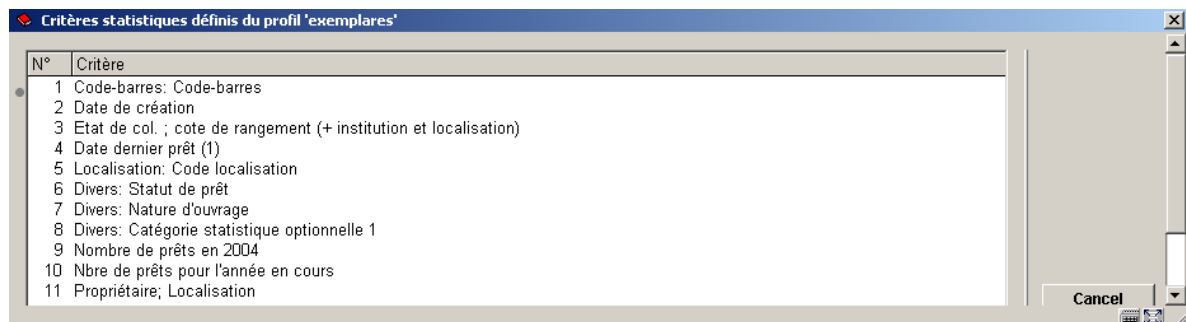 Critères statistiques définis du profil 'exemplares'
N° Critère
1 Code-barres: Code-barres
2 Date de création
3 Etat de col. ; cote de rangement (+ institution et localisation)
4 Date dernier prêt (1)
5 Localisation: Code localisation
6 Divers: Statut de prêt
7 Divers: Nature d'ouvrage
8 Divers: Catégorie statistique optionnelle 1
9 Nombre de prêts en 2004
10 Nbre de prêts pour l'année en cours
11 Propriétaire; Localisation
Cancel